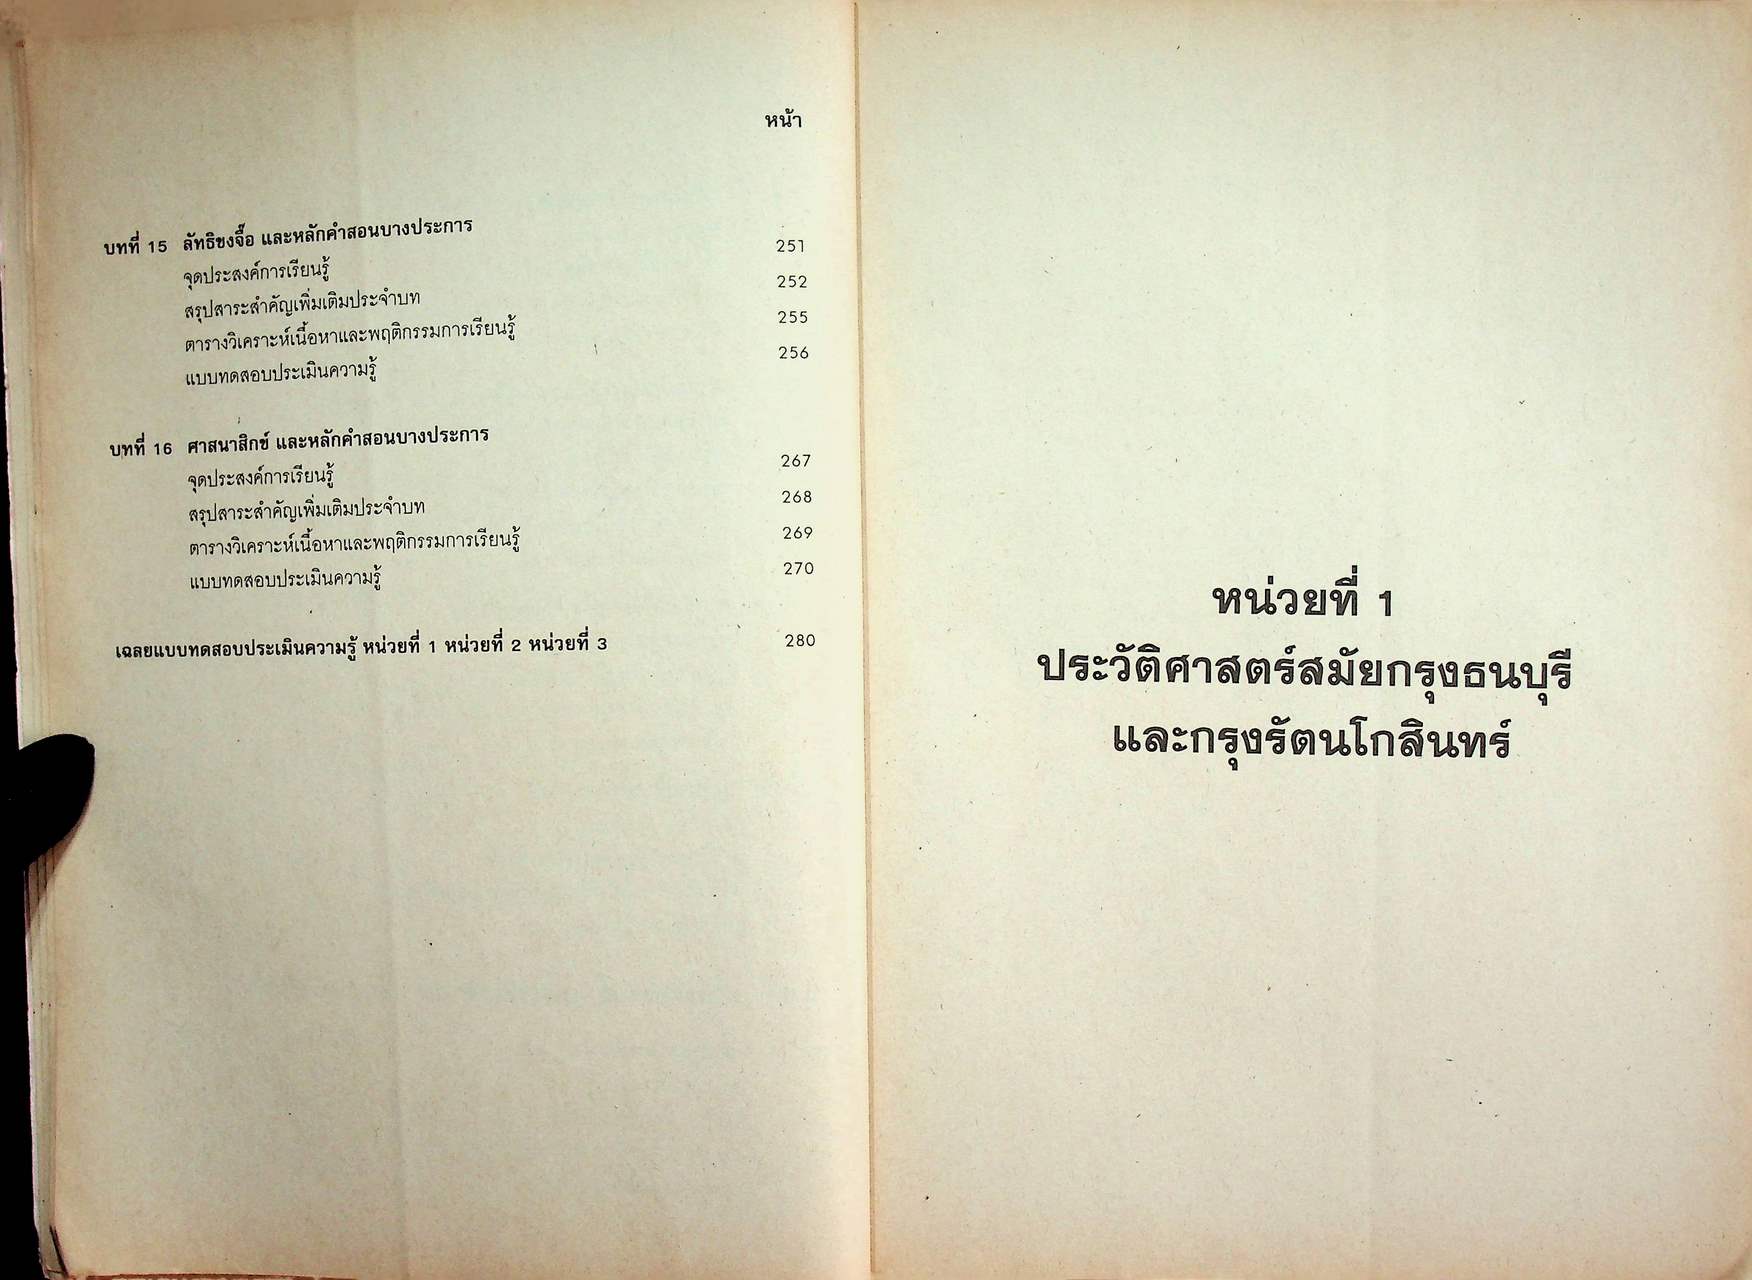 หน้า
บทที่ 15 ลัทธิขงจื๊อ และหลักคำสอนบางประการ
จุดประสงค์การเรียนรู้ 251
สรุปสาระสำคัญเพิ่มเติมประจำบท 252
ตารางวิเคราะห์เนื้อหาและพฤติกรรมการเรียนรู้ 255
แบบทดสอบประเมินความรู้ 256
บทที่ 16 ศาสนาสิกข์ และหลักคำสอนบางประการ
จุดประสงค์การเรียนรู้ 267
สรุปสาระสำคัญเพิ่มเติมประจำบท 268
ตารางวิเคราะห์เนื้อหาและพฤติกรรมการเรียนรู้ 269
แบบทดสอบประเมินความรู้ 270
เฉลยแบบทดสอบประเมินความรู้ หน่วยที่ 1 หน่วยที่ 2 หน่วยที่ 3 280
หน่วยที่ 1
ประวัติศาสตร์สมัยกรุงธนบุรี
และกรุงรัตนโกสินทร์